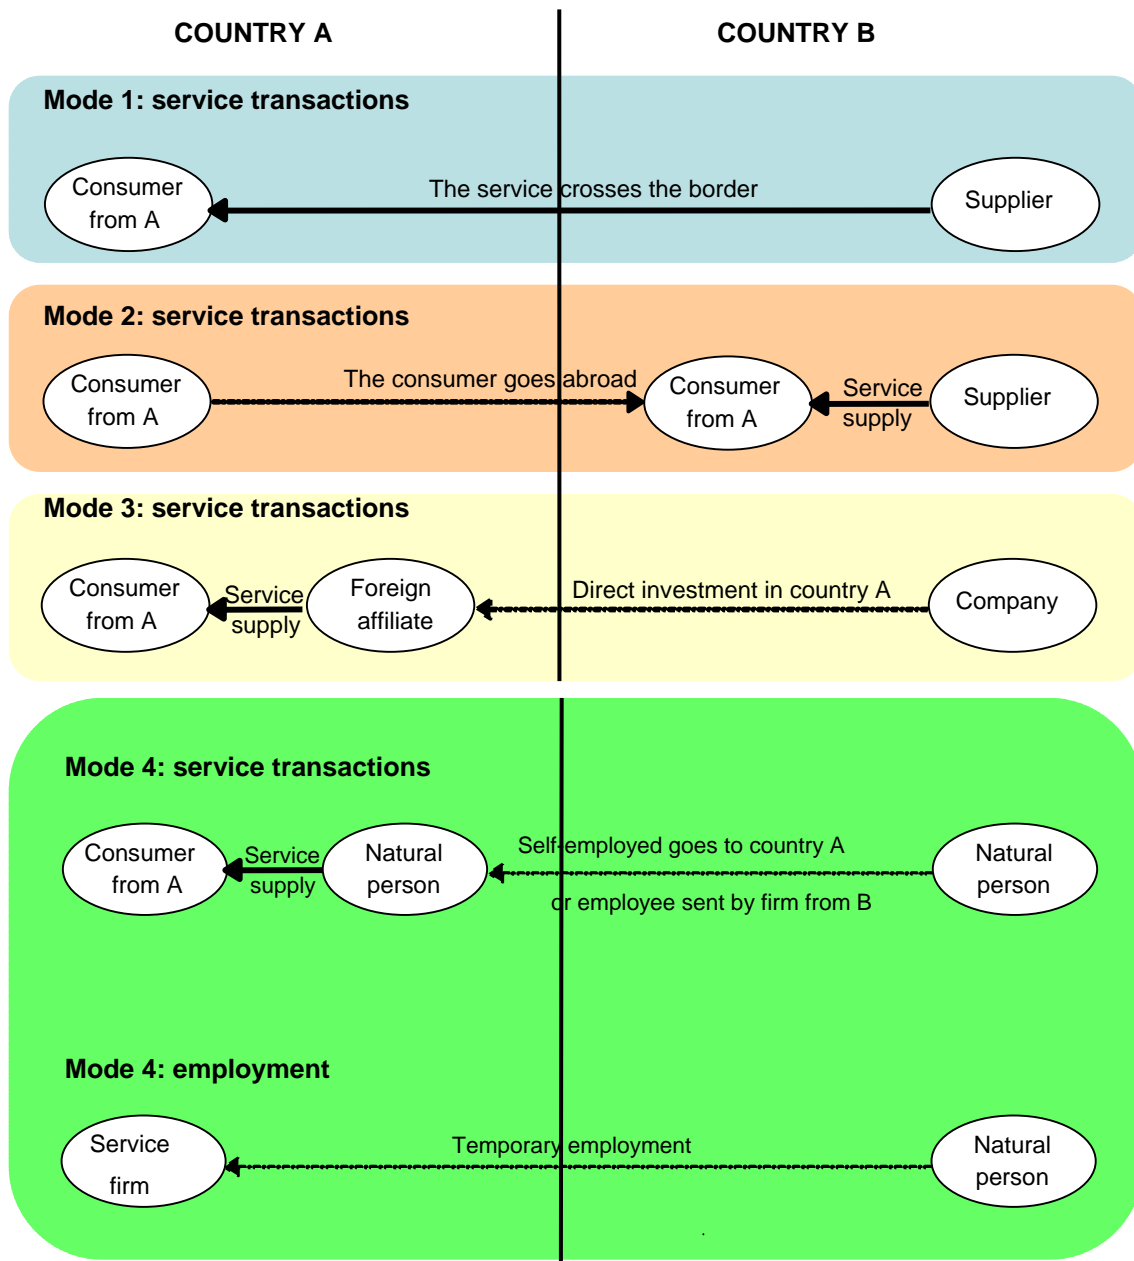 COUNTRY A
COUNTRY B
Mode 1: service transactions
Consumer
from A
The service crosses the border
Supplier
Mode 2: service transactions
Consumer
from A
The consumer goes abroad
Consumer
from A
Service
supply
Supplier
Mode 3: service transactions
Consumer
from A
Service
supply
Foreign
affiliate
Direct investment in country A
Company
Mode 4: service transactions
Consumer
from A
Service
supply
Natural
person
Self-employed goes to country A
or employee sent by firm from B
Natural
person
Mode 4: employment
Service
firm
Temporary employment
Natural
person
.